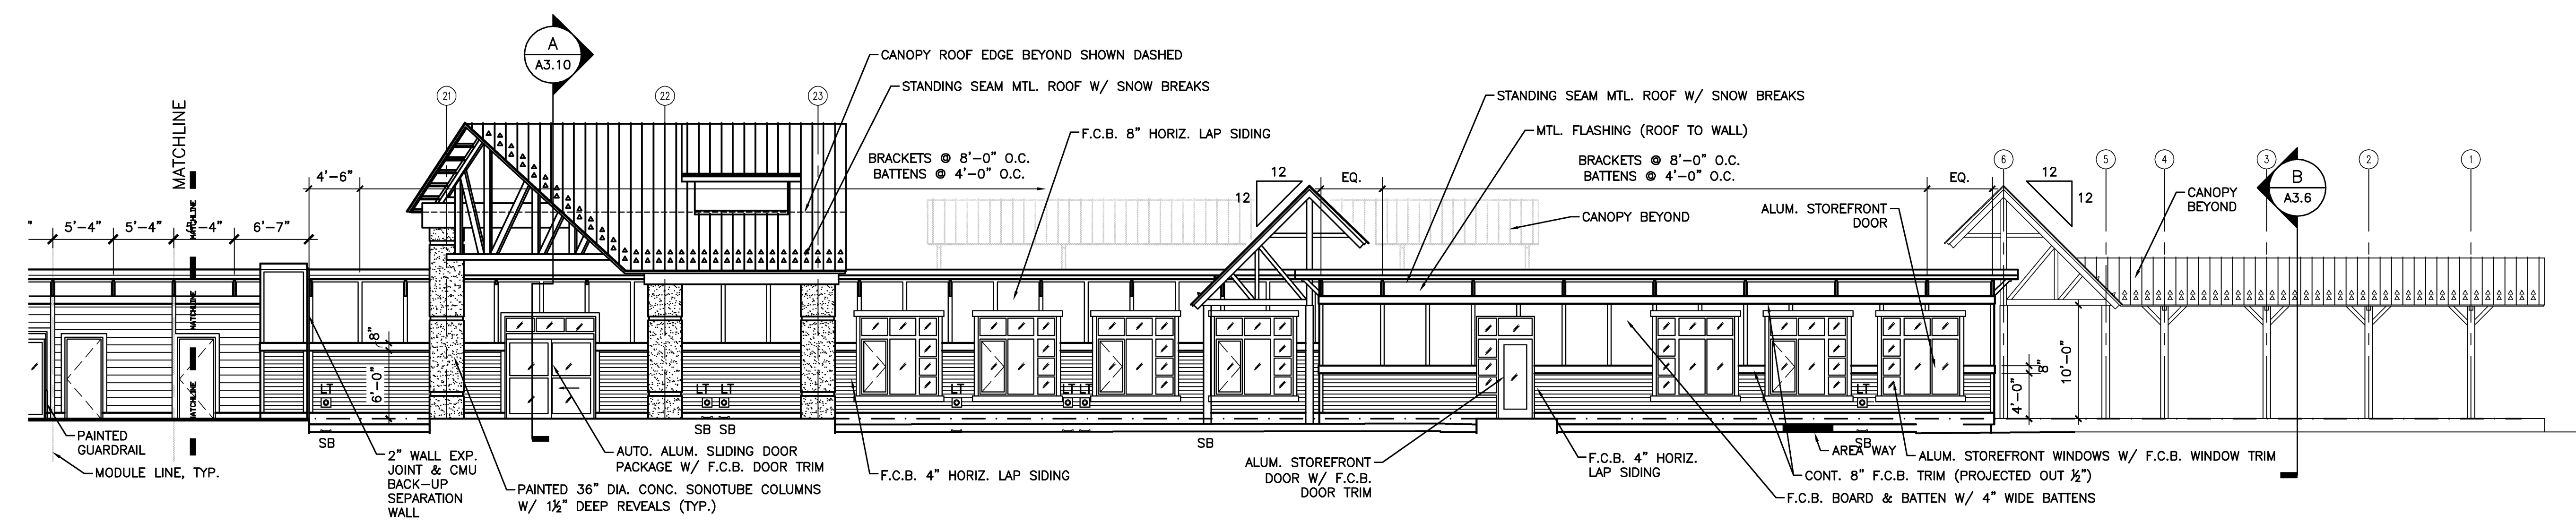 A
A3.10
CANOPY ROOF EDGE BEYOND SHOWN DASHED
STANDING SEAM MTL. ROOF W/ SNOW BREAKS
21
22
23
MATCHLINE
F.C.B. 8" HORIZ. LAP SIDING
BRACKETS @ 8'-0" O.C.
BATTENS @ 4'-0" O.C.
STANDING SEAM MTL. ROOF W/ SNOW BREAKS
MTL. FLASHING (ROOF TO WALL)
BRACKETS @ 8'-0" O.C.
BATTENS @ 4'-0" O.C.
6
5
4
3
2
1
B
A3.6
4'-6"
12
12
EQ.
EQ.
12
12
CANOPY
BEYOND
CANOPY BEYOND
ALUM. STOREFRONT
DOOR
"
5'-4"
5'-4"
5'-4"
6'-7"
MATCHLINE
MATCHLINE
MATCHLINE
MATCHLINE
8"
6'-0"
8"
4'-0"
10'-0"
LT
LT
LT
LT
LT
LT
LT
SB
SB
SB
SB
SB
PAINTED
GUARDRAIL
MODULE LINE, TYP.
2" WALL EXP.
JOINT & CMU
BACK-UP
SEPARATION
WALL
AUTO. ALUM. SLIDING DOOR
PACKAGE W/ F.C.B. DOOR TRIM
PAINTED 36" DIA. CONC. SONOTUBE COLUMNS
W/ 1½" DEEP REVEALS (TYP.)
F.C.B. 4" HORIZ. LAP SIDING
ALUM. STOREFRONT
DOOR W/ F.C.B.
DOOR TRIM
F.C.B. 4" HORIZ.
LAP SIDING
AREA WAY
ALUM. STOREFRONT WINDOWS W/ F.C.B. WINDOW TRIM
CONT. 8" F.C.B. TRIM (PROJECTED OUT ½")
F.C.B. BOARD & BATTEN W/ 4" WIDE BATTENS